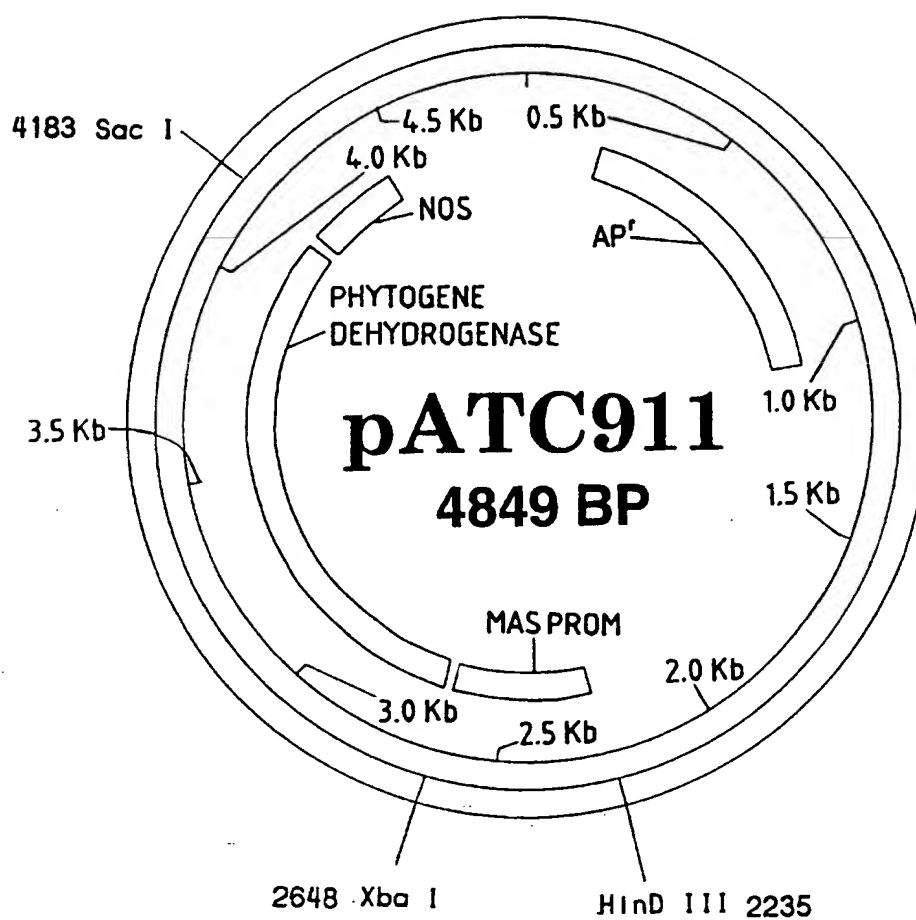 4183 Sac I
4.5 Kb
0.5 Kb
4.0 Kb
NOS
APʳ
PHYTOGENE
DEHYDROGENASE
1.0 Kb
pATC911
4849 BP
3.5 Kb
1.5 Kb
MAS PROM
2.0 Kb
3.0 Kb
2.5 Kb
2648 Xba I
HinD III 2235